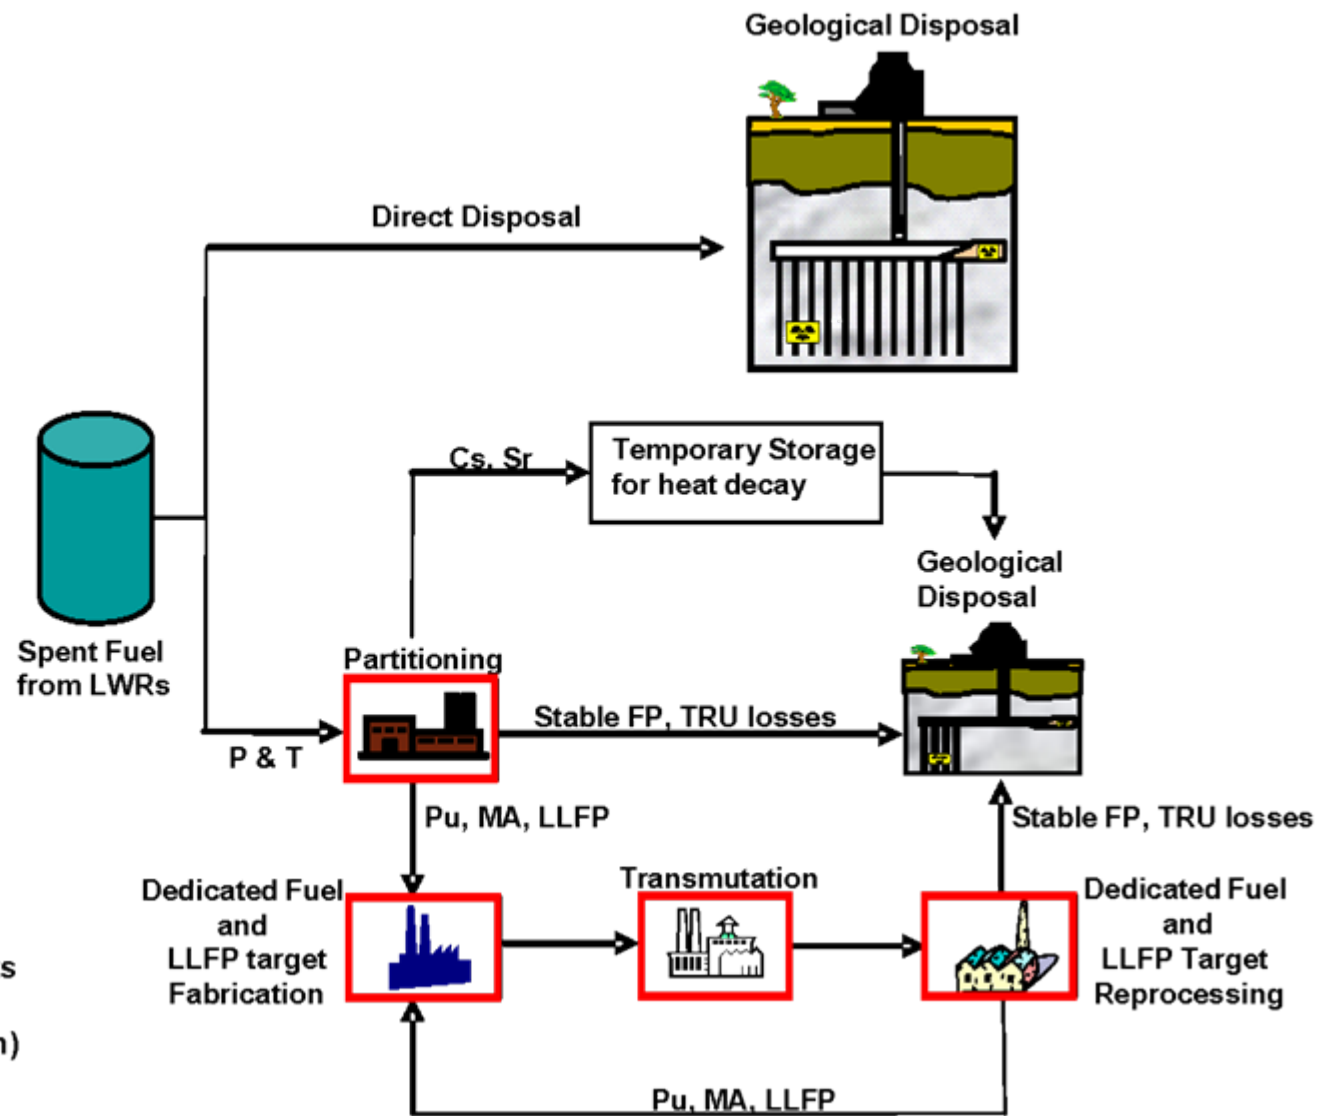 Geological Disposal
Direct Disposal
Cs, Sr
Temporary Storage
for heat decay
Geological
Disposal
Spent Fuel
from LWRs
Partitioning
P & T
Stable FP, TRU losses
Pu, MA, LLFP
Stable FP, TRU losses
Dedicated Fuel
and
LLFP target
Fabrication
Transmutation
Dedicated Fuel
and
LLFP Target
Reprocessing
Pu, MA, LLFP